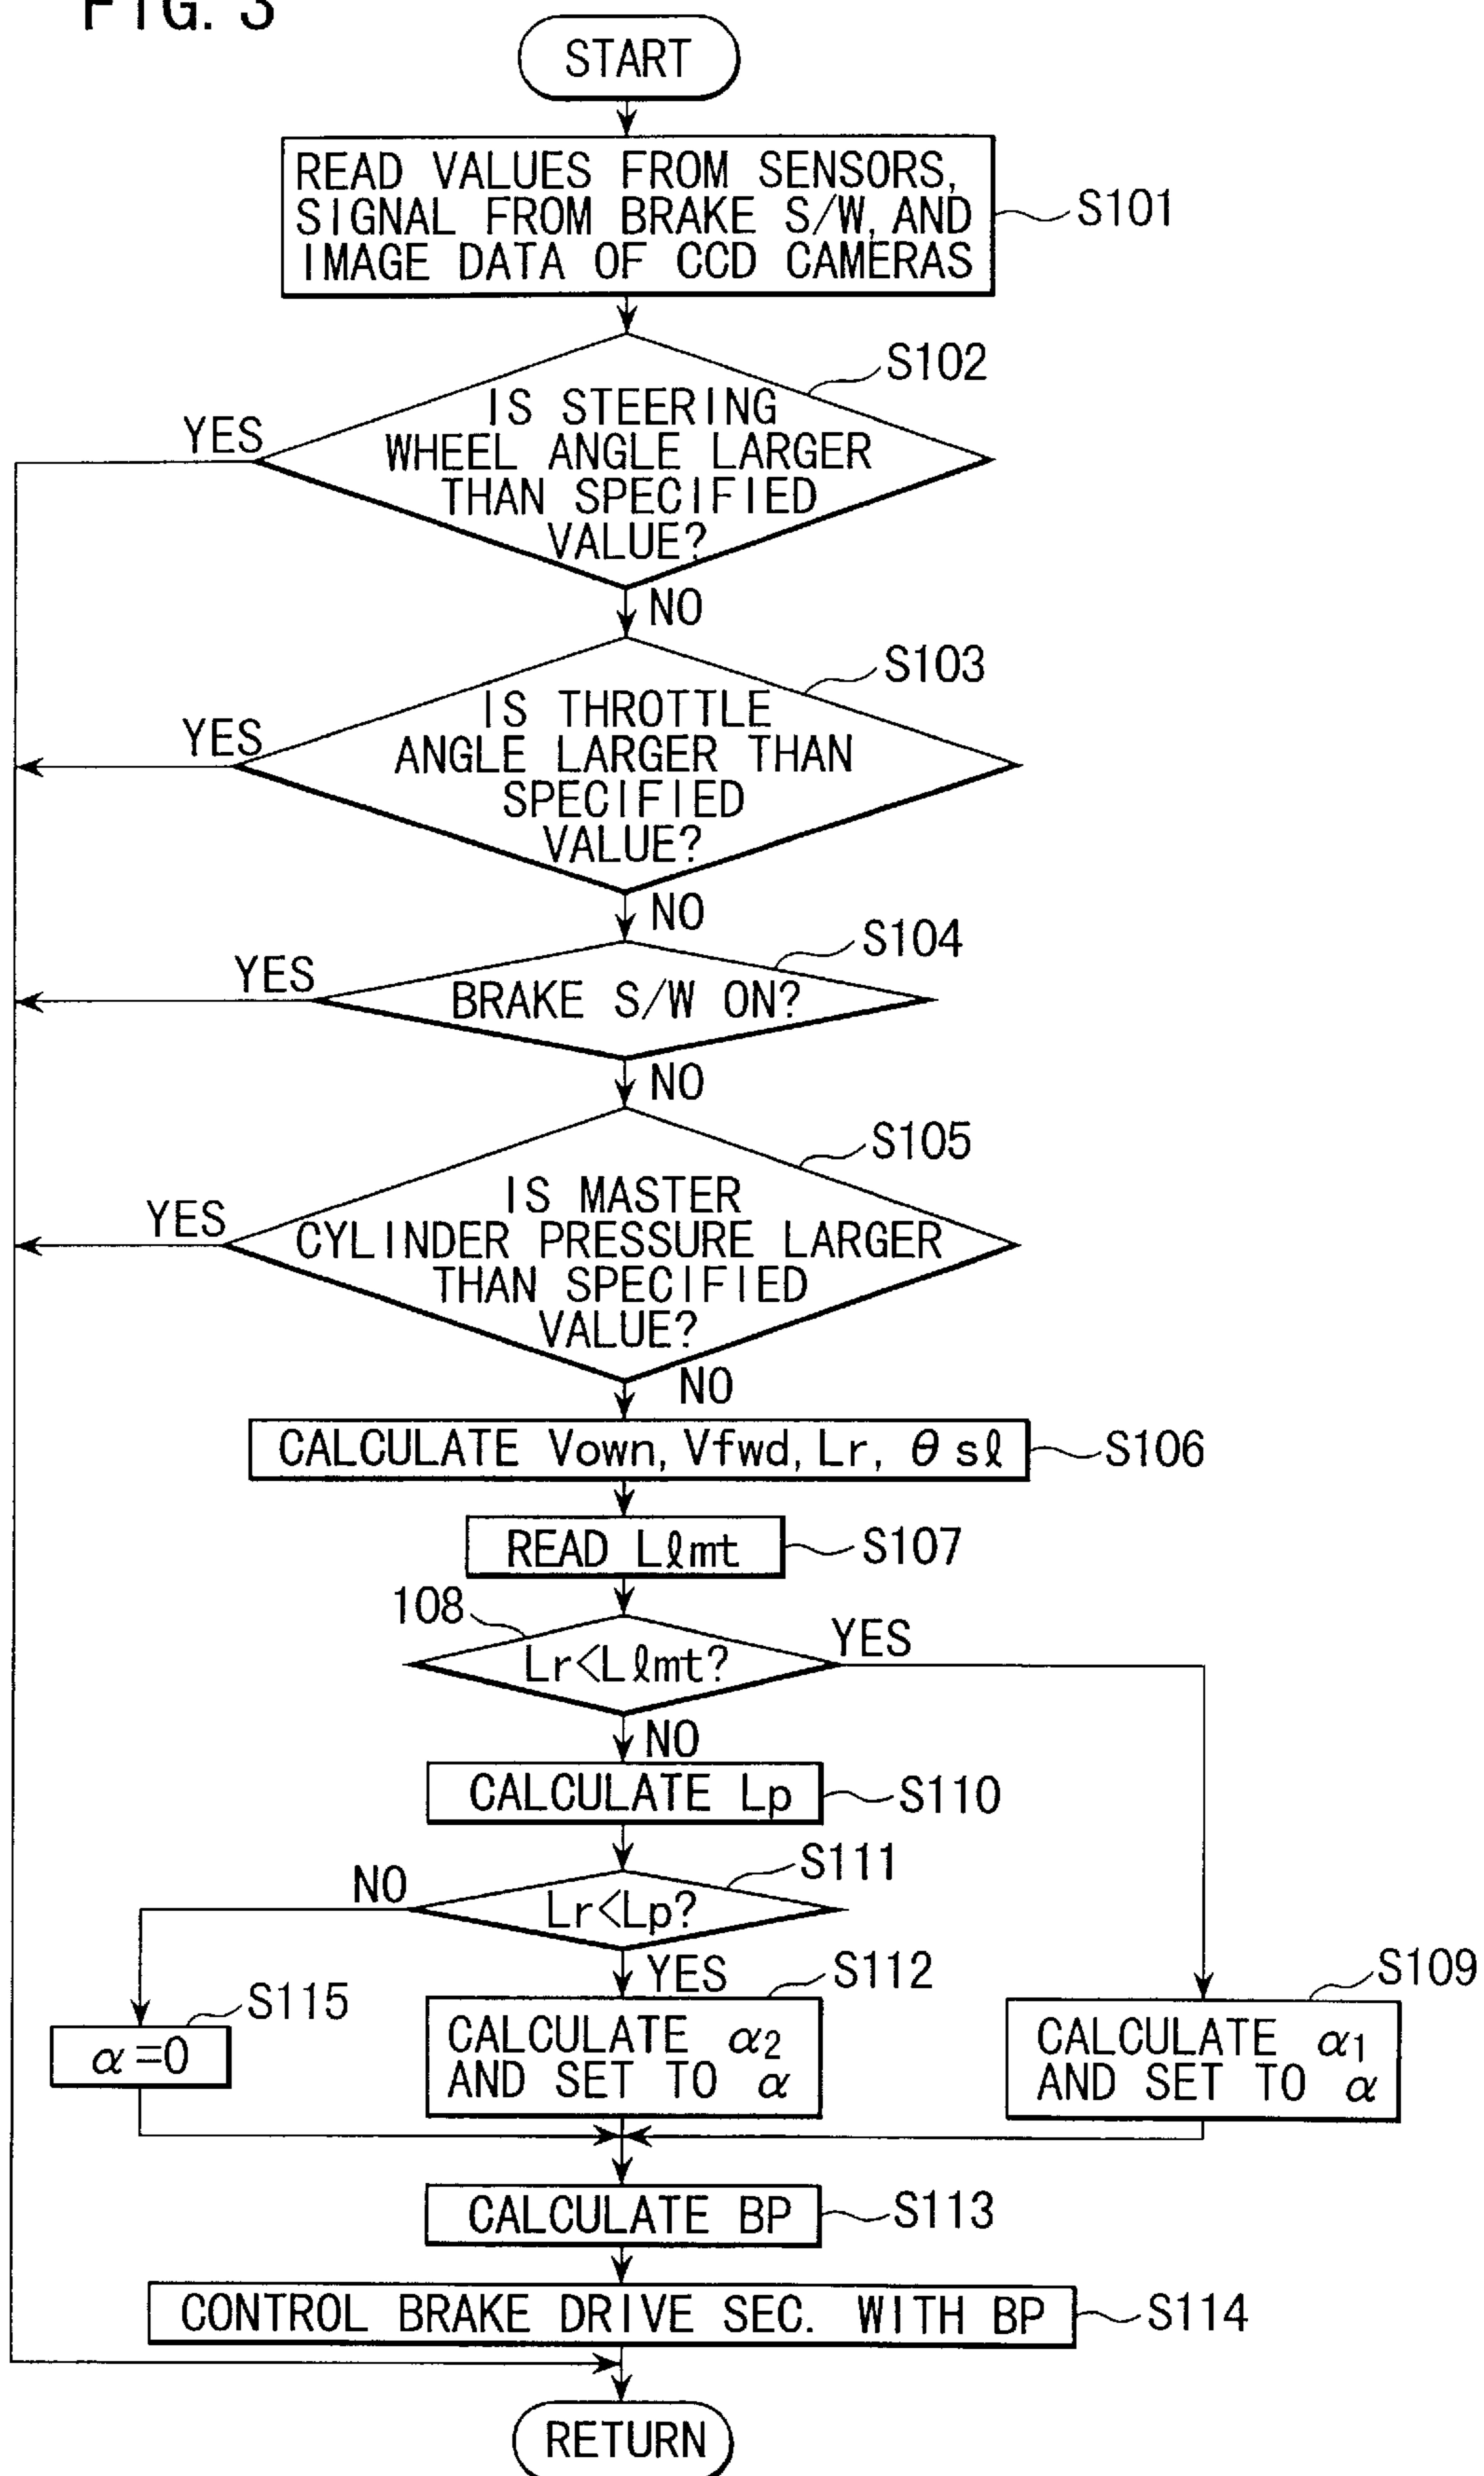 FIG. 3
START
READ VALUES FROM SENSORS,
SIGNAL FROM BRAKE S/W, AND
IMAGE DATA OF CCD CAMERAS
S101
S102
IS STEERING
WHEEL ANGLE LARGER
THAN SPECIFIED
VALUE?
YES
NO
S103
IS THROTTLE
ANGLE LARGER THAN
SPECIFIED
VALUE?
YES
NO
S104
BRAKE S/W ON?
YES
NO
S105
IS MASTER
CYLINDER PRESSURE LARGER
THAN SPECIFIED
VALUE?
YES
NO
CALCULATE Vown, Vfwd, Lr, θsℓ
S106
READ Lℓmt
S107
108
Lr<Lℓmt?
YES
NO
CALCULATE Lp
S110
S111
Lr<Lp?
NO
YES
S115
α=0
S112
CALCULATE α2
AND SET TO α
S109
CALCULATE α1
AND SET TO α
CALCULATE BP
S113
CONTROL BRAKE DRIVE SEC. WITH BP
S114
RETURN